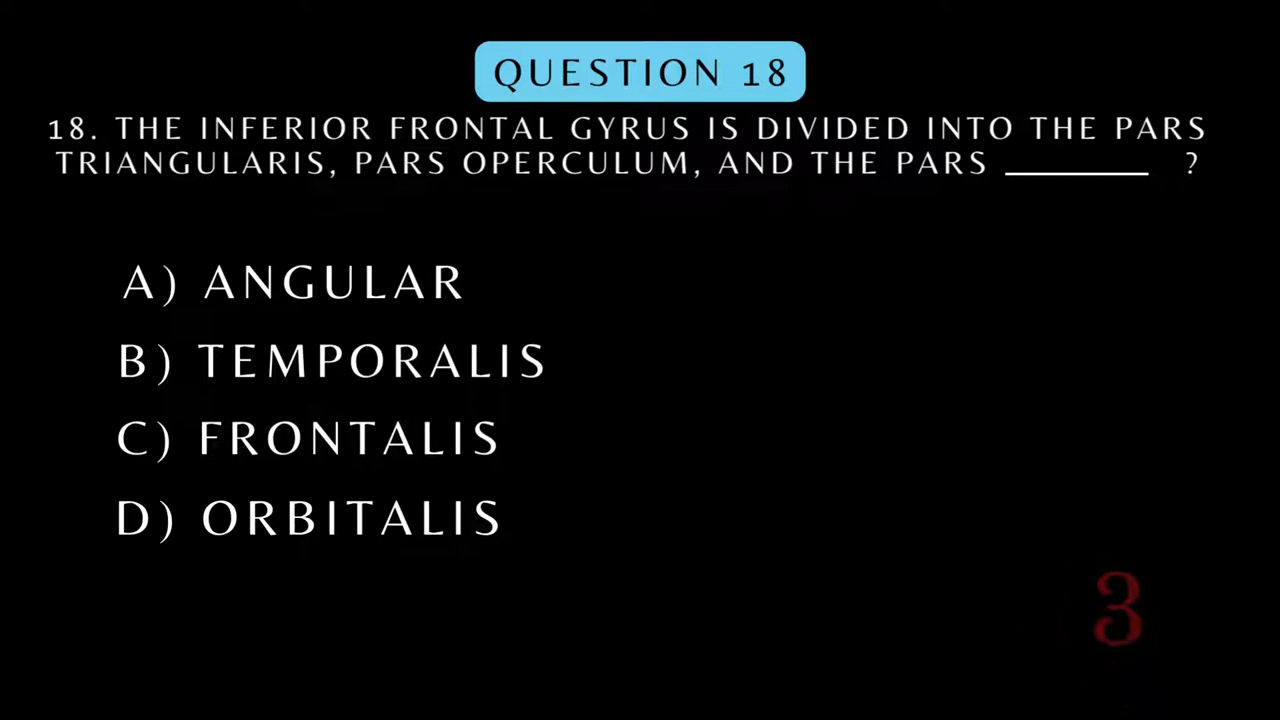 QUESTION 18
18. THE INFERIOR FRONTAL GYRUS IS DIVIDED INTO THE PARS
TRIANGULARIS, PARS OPERCULUM, AND THE PARS ________ ?
A) ANGULAR
B) TEMPORALIS
C) FRONTALIS
D) ORBITALIS
3